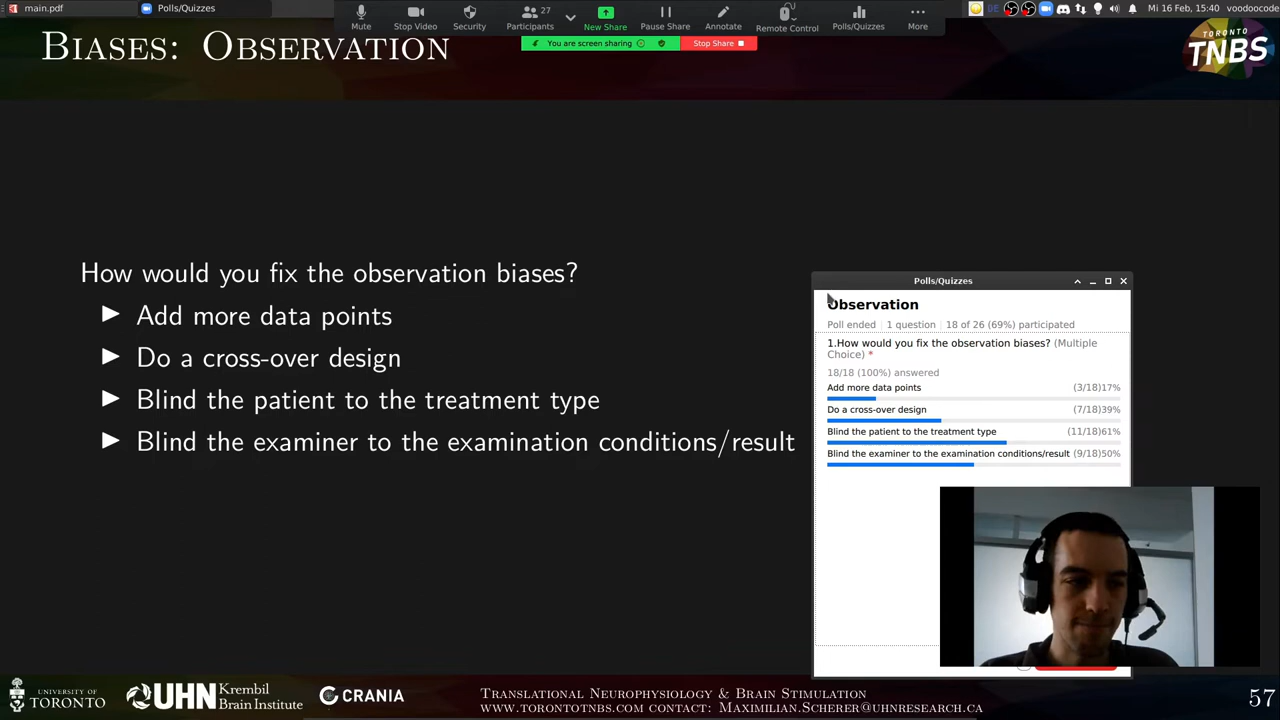 main.pdf
Polls/Quizzes
Mute
Stop Video
Security
Participants
27
New Share
Pause Share
Annotate
Remote Control
Polls/Quizzes
More
DE
Mi 16 Feb, 15:40
voodoocode
You are screen sharing
Stop Share
Biases: Observation
TORONTO
TNBS
How would you fix the observation biases?
Add more data points
Do a cross-over design
Blind the patient to the treatment type
Blind the examiner to the examination conditions/result
Polls/Quizzes
Observation
Poll ended | 1 question | 18 of 26 (69%) participated
1.How would you fix the observation biases? (Multiple
Choice) *
18/18 (100%) answered
Add more data points (3/18)17%
Do a cross-over design (7/18)39%
Blind the patient to the treatment type (11/18)61%
Blind the examiner to the examination conditions/result (9/18)50%
UNIVERSITY OF
TORONTO
UHN
Krembil
Brain Institute
CRANIA
Translational Neurophysiology & Brain Stimulation
www.torontotnbs.com contact: Maximilian.Scherer@uhnresearch.ca
57